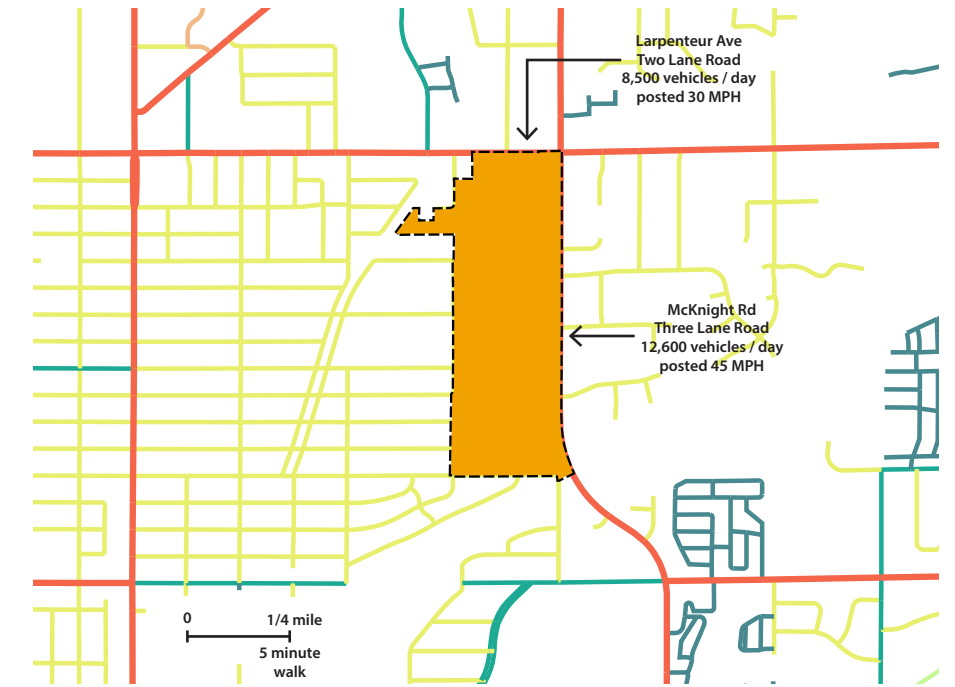 Larpenteur Ave
Two Lane Road
8,500 vehicles / day
posted 30 MPH
McKnight Rd
Three Lane Road
12,600 vehicles / day
posted 45 MPH
0 1/4 mile
5 minute
walk